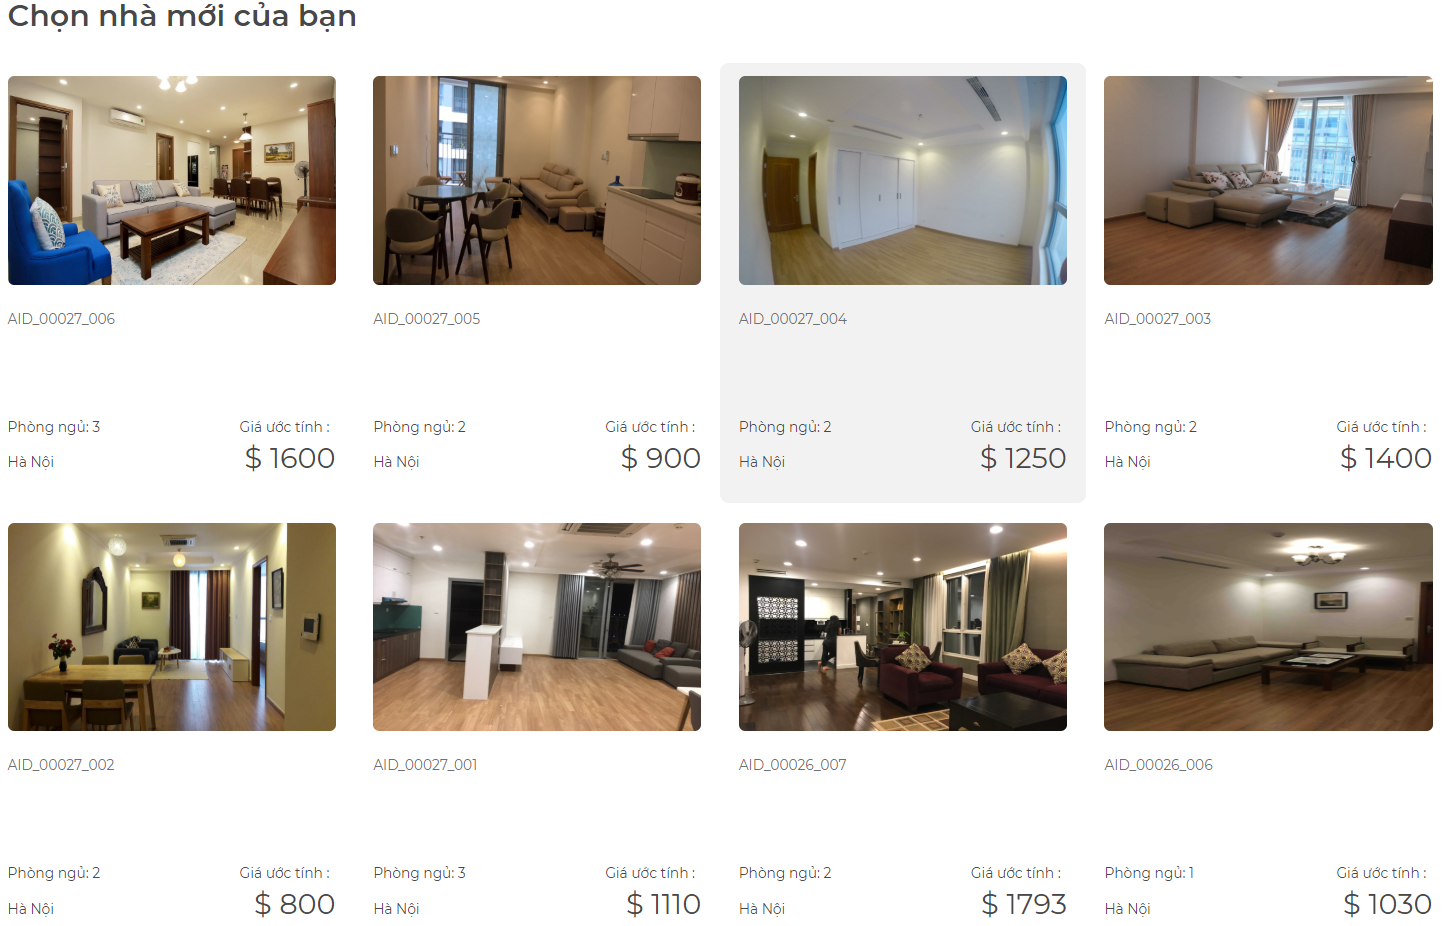 Chọn nhà mới của bạn
AID_00027_006
Phòng ngủ: 3
Giá ước tính :
Hà Nội
$ 1600
AID_00027_005
Phòng ngủ: 2
Giá ước tính :
Hà Nội
$ 900
AID_00027_004
Phòng ngủ: 2
Giá ước tính :
Hà Nội
$ 1250
AID_00027_003
Phòng ngủ: 2
Giá ước tính :
Hà Nội
$ 1400
AID_00027_002
Phòng ngủ: 2
Giá ước tính :
Hà Nội
$ 800
AID_00027_001
Phòng ngủ: 3
Giá ước tính :
Hà Nội
$ 1110
AID_00026_007
Phòng ngủ: 2
Giá ước tính :
Hà Nội
$ 1793
AID_00026_006
Phòng ngủ: 1
Giá ước tính :
Hà Nội
$ 1030